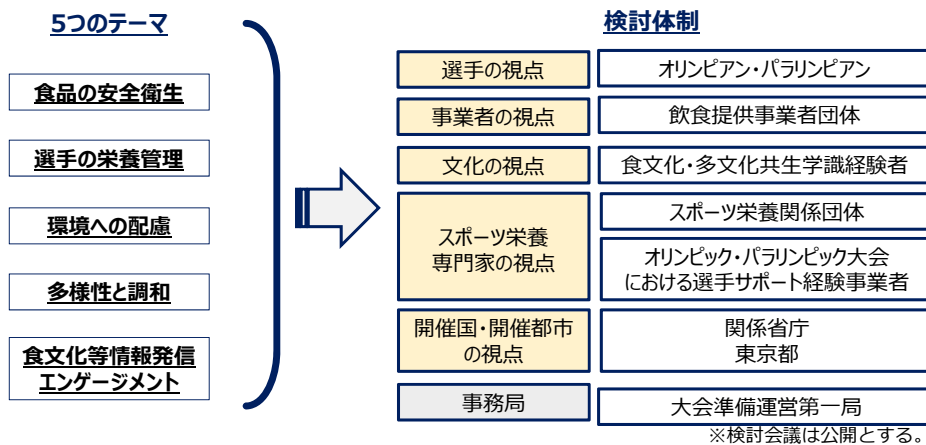 5つのテーマ
食品の安全衛生
選手の栄養管理
環境への配慮
多様性と調和
食文化等情報発信
エンゲージメント
検討体制
選手の視点
オリンピアン・パラリンピアン
事業者の視点
飲食提供事業者団体
文化の視点
食文化・多文化共生学識経験者
スポーツ栄養
専門家の視点
スポーツ栄養関係団体
オリンピック・パラリンピック大会
における選手サポート経験事業者
開催国・開催都市
の視点
関係省庁
東京都
事務局
大会準備運営第一局
※検討会議は公開とする。